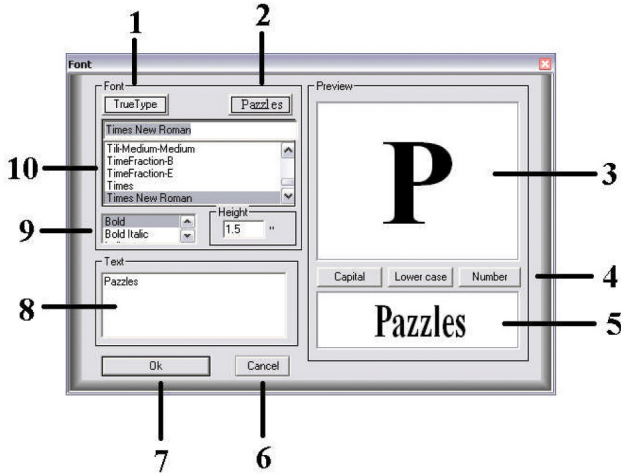 1
2
Font
Font
TrueType
Pazzles
Times New Roman
Tili-Medium-Medium
TimeFraction-B
TimeFraction-E
Times
Times New Roman
10
Bold
Bold Italic
Height
1.5 "
9
Text
Pazzles
8
Ok
Cancel
7
6
Preview
P
3
Capital
Lower case
Number
4
Pazzles
5